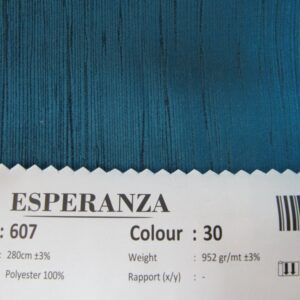 ESPERANZA
: 607 Colour : 30
: 280cm ±3% Weight : 952 gr/mt ±3%
Polyester 100% Rapport (x/y) : -